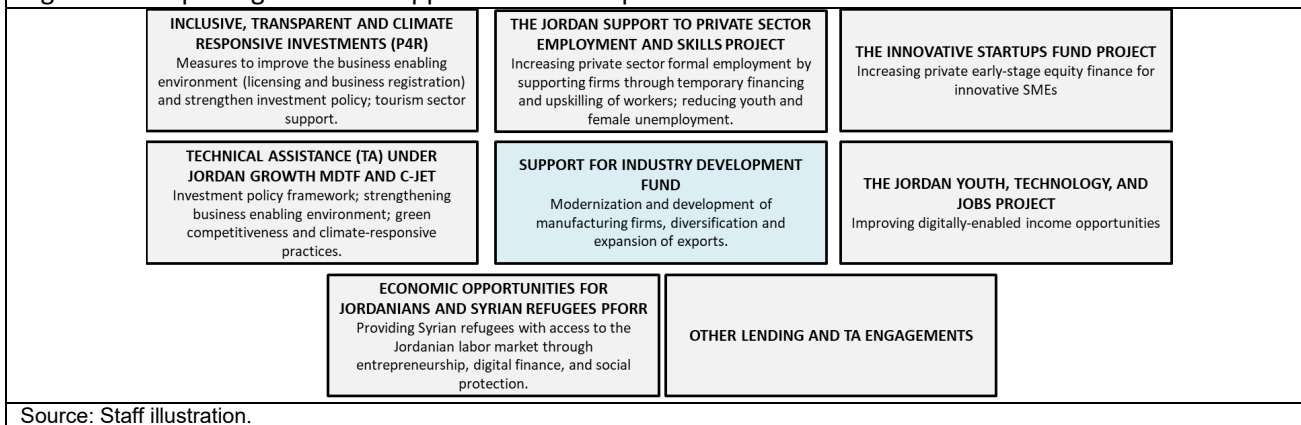 INCLUSIVE, TRANSPARENT AND CLIMATE
RESPONSIVE INVESTMENTS (P4R)
Measures to improve the business enabling
environment (licensing and business registration)
and strengthen investment policy; tourism sector
support.
THE JORDAN SUPPORT TO PRIVATE SECTOR
EMPLOYMENT AND SKILLS PROJECT
Increasing private sector formal employment by
supporting firms through temporary financing
and upskilling of workers; reducing youth and
female unemployment.
THE INNOVATIVE STARTUPS FUND PROJECT
Increasing private early-stage equity finance for
innovative SMEs
TECHNICAL ASSISTANCE (TA) UNDER
JORDAN GROWTH MDTF AND C-JET
Investment policy framework; strengthening
business enabling environment; green
competitiveness and climate-responsive
practices.
SUPPORT FOR INDUSTRY DEVELOPMENT
FUND
Modernization and development of
manufacturing firms, diversification and
expansion of exports.
THE JORDAN YOUTH, TECHNOLOGY, AND
JOBS PROJECT
Improving digitally-enabled income opportunities
ECONOMIC OPPORTUNITIES FOR
JORDANIANS AND SYRIAN REFUGEES PFORR
Providing Syrian refugees with access to the
Jordanian labor market through
entrepreneurship, digital finance, and social
protection.
OTHER LENDING AND TA ENGAGEMENTS
Source: Staff illustration.